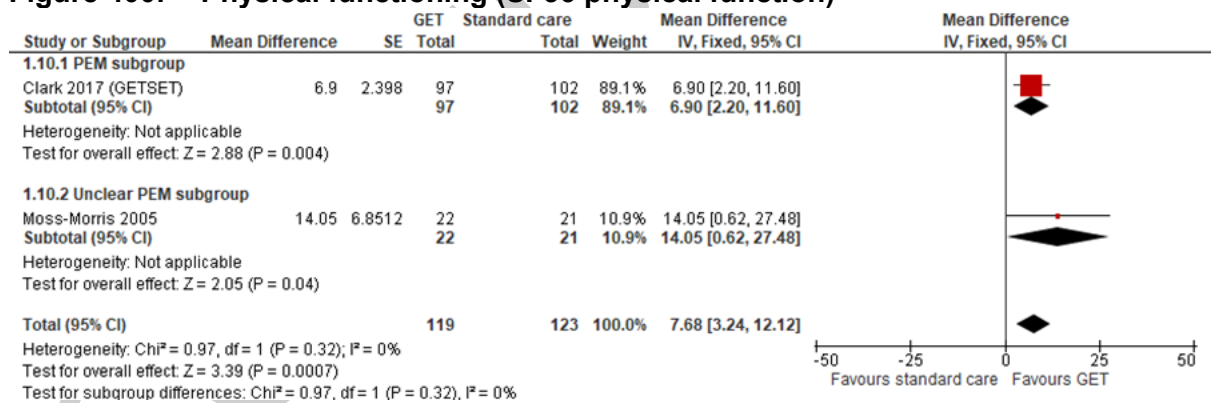 GET Standard care Mean Difference Mean Difference
Study or Subgroup Mean Difference SE Total Total Weight IV, Fixed, 95% CI IV, Fixed, 95% CI
1.10.1 PEM subgroup
Clark 2017 (GETSET) 6.9 2.398 97 102 89.1% 6.90 [2.20, 11.60]
Subtotal (95% CI) 97 102 89.1% 6.90 [2.20, 11.60]
Heterogeneity: Not applicable
Test for overall effect: Z = 2.88 (P = 0.004)
1.10.2 Unclear PEM subgroup
Moss-Morris 2005 14.05 6.8512 22 21 10.9% 14.05 [0.62, 27.48]
Subtotal (95% CI) 22 21 10.9% 14.05 [0.62, 27.48]
Heterogeneity: Not applicable
Test for overall effect: Z = 2.05 (P = 0.04)
Total (95% CI) 119 123 100.0% 7.68 [3.24, 12.12]
Heterogeneity: Chi² = 0.97, df = 1 (P = 0.32); I² = 0%
Test for overall effect: Z = 3.39 (P = 0.0007)
Test for subgroup differences: Chi² = 0.97, df = 1 (P = 0.32), I² = 0%
-50 -25 0 25 50
Favours standard care Favours GET